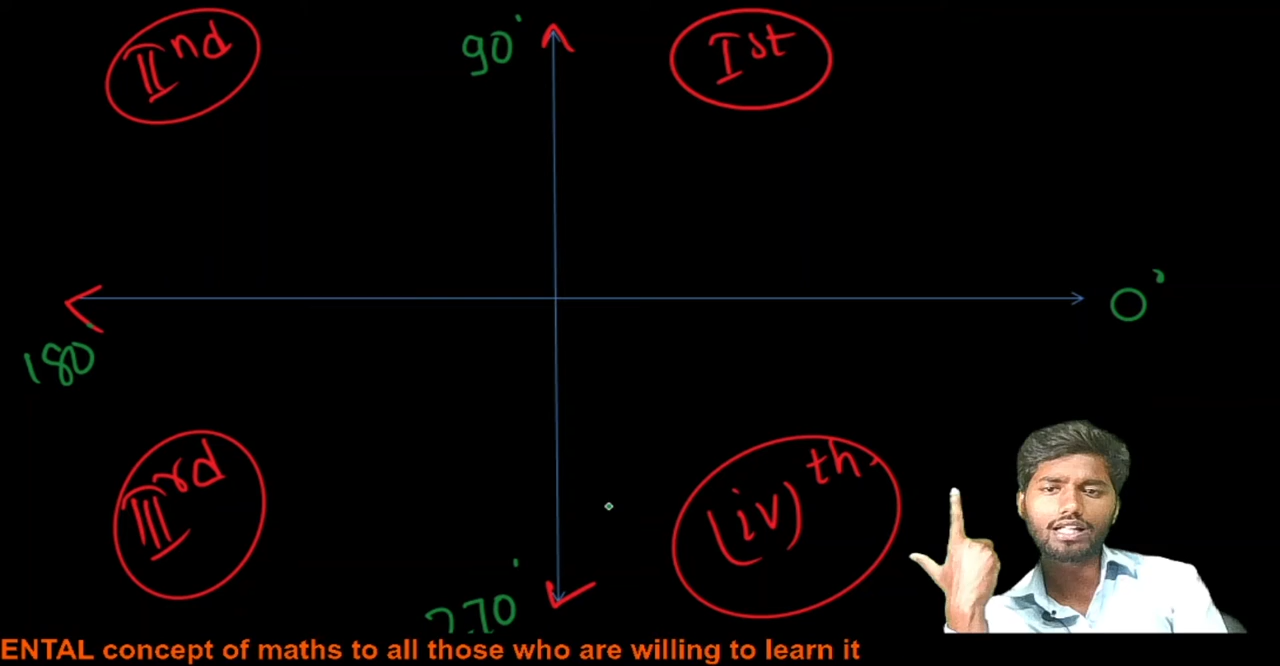 IInd
90°
Ist
0°
180°
IIIrd
(iv)th
270°
ENTAL concept of maths to all those who are willing to learn it